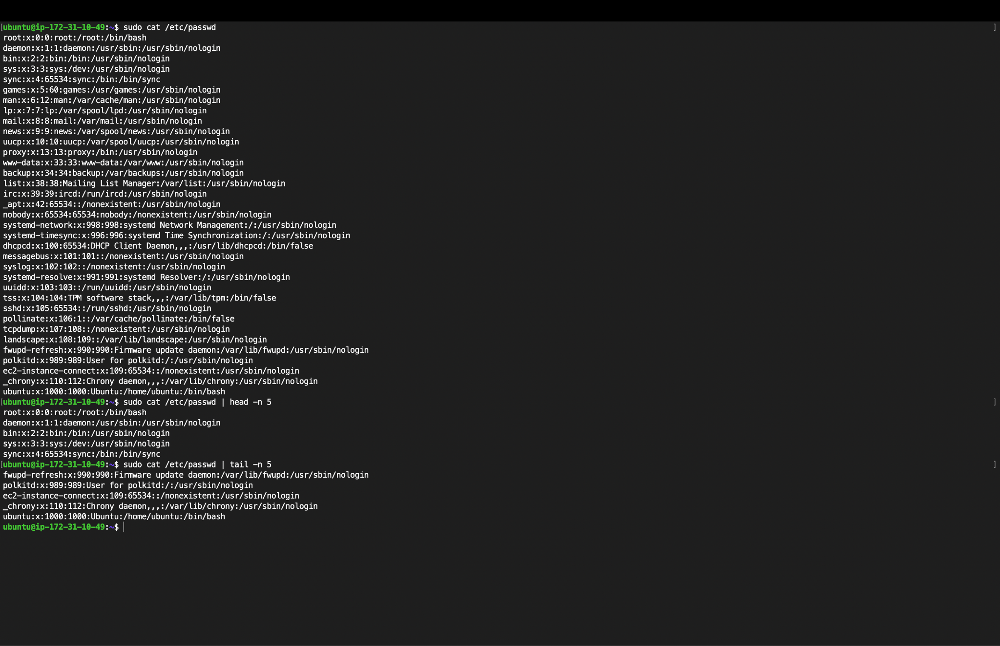 [ubuntu@ip-172-31-10-49:~$ sudo cat /etc/passwd ]
root:x:0:0:root:/root:/bin/bash
daemon:x:1:1:daemon:/usr/sbin:/usr/sbin/nologin
bin:x:2:2:bin:/bin:/usr/sbin/nologin
sys:x:3:3:sys:/dev:/usr/sbin/nologin
sync:x:4:65534:sync:/bin:/bin/sync
games:x:5:60:games:/usr/games:/usr/sbin/nologin
man:x:6:12:man:/var/cache/man:/usr/sbin/nologin
lp:x:7:7:lp:/var/spool/lpd:/usr/sbin/nologin
mail:x:8:8:mail:/var/mail:/usr/sbin/nologin
news:x:9:9:news:/var/spool/news:/usr/sbin/nologin
uucp:x:10:10:uucp:/var/spool/uucp:/usr/sbin/nologin
proxy:x:13:13:proxy:/bin:/usr/sbin/nologin
www-data:x:33:33:www-data:/var/www:/usr/sbin/nologin
backup:x:34:34:backup:/var/backups:/usr/sbin/nologin
list:x:38:38:Mailing List Manager:/var/list:/usr/sbin/nologin
irc:x:39:39:ircd:/run/ircd:/usr/sbin/nologin
_apt:x:42:65534::/nonexistent:/usr/sbin/nologin
nobody:x:65534:65534:nobody:/nonexistent:/usr/sbin/nologin
systemd-network:x:998:998:systemd Network Management:/:/usr/sbin/nologin
systemd-timesync:x:996:996:systemd Time Synchronization:/:/usr/sbin/nologin
dhcpcd:x:100:65534:DHCP Client Daemon,,,:/usr/lib/dhcpcd:/bin/false
messagebus:x:101:101::/nonexistent:/usr/sbin/nologin
syslog:x:102:102::/nonexistent:/usr/sbin/nologin
systemd-resolve:x:991:991:systemd Resolver:/:/usr/sbin/nologin
uuidd:x:103:103::/run/uuidd:/usr/sbin/nologin
tss:x:104:104:TPM software stack,,,:/var/lib/tpm:/bin/false
sshd:x:105:65534::/run/sshd:/usr/sbin/nologin
pollinate:x:106:1::/var/cache/pollinate:/bin/false
tcpdump:x:107:108::/nonexistent:/usr/sbin/nologin
landscape:x:108:109::/var/lib/landscape:/usr/sbin/nologin
fwupd-refresh:x:990:990:Firmware update daemon:/var/lib/fwupd:/usr/sbin/nologin
polkitd:x:989:989:User for polkitd:/:/usr/sbin/nologin
ec2-instance-connect:x:109:65534::/nonexistent:/usr/sbin/nologin
_chrony:x:110:112:Chrony daemon,,,:/var/lib/chrony:/usr/sbin/nologin
ubuntu:x:1000:1000:Ubuntu:/home/ubuntu:/bin/bash
[ubuntu@ip-172-31-10-49:~$ sudo cat /etc/passwd | head -n 5 ]
root:x:0:0:root:/root:/bin/bash
daemon:x:1:1:daemon:/usr/sbin:/usr/sbin/nologin
bin:x:2:2:bin:/bin:/usr/sbin/nologin
sys:x:3:3:sys:/dev:/usr/sbin/nologin
sync:x:4:65534:sync:/bin:/bin/sync
[ubuntu@ip-172-31-10-49:~$ sudo cat /etc/passwd | tail -n 5 ]
fwupd-refresh:x:990:990:Firmware update daemon:/var/lib/fwupd:/usr/sbin/nologin
polkitd:x:989:989:User for polkitd:/:/usr/sbin/nologin
ec2-instance-connect:x:109:65534::/nonexistent:/usr/sbin/nologin
_chrony:x:110:112:Chrony daemon,,,:/var/lib/chrony:/usr/sbin/nologin
ubuntu:x:1000:1000:Ubuntu:/home/ubuntu:/bin/bash
ubuntu@ip-172-31-10-49:~$